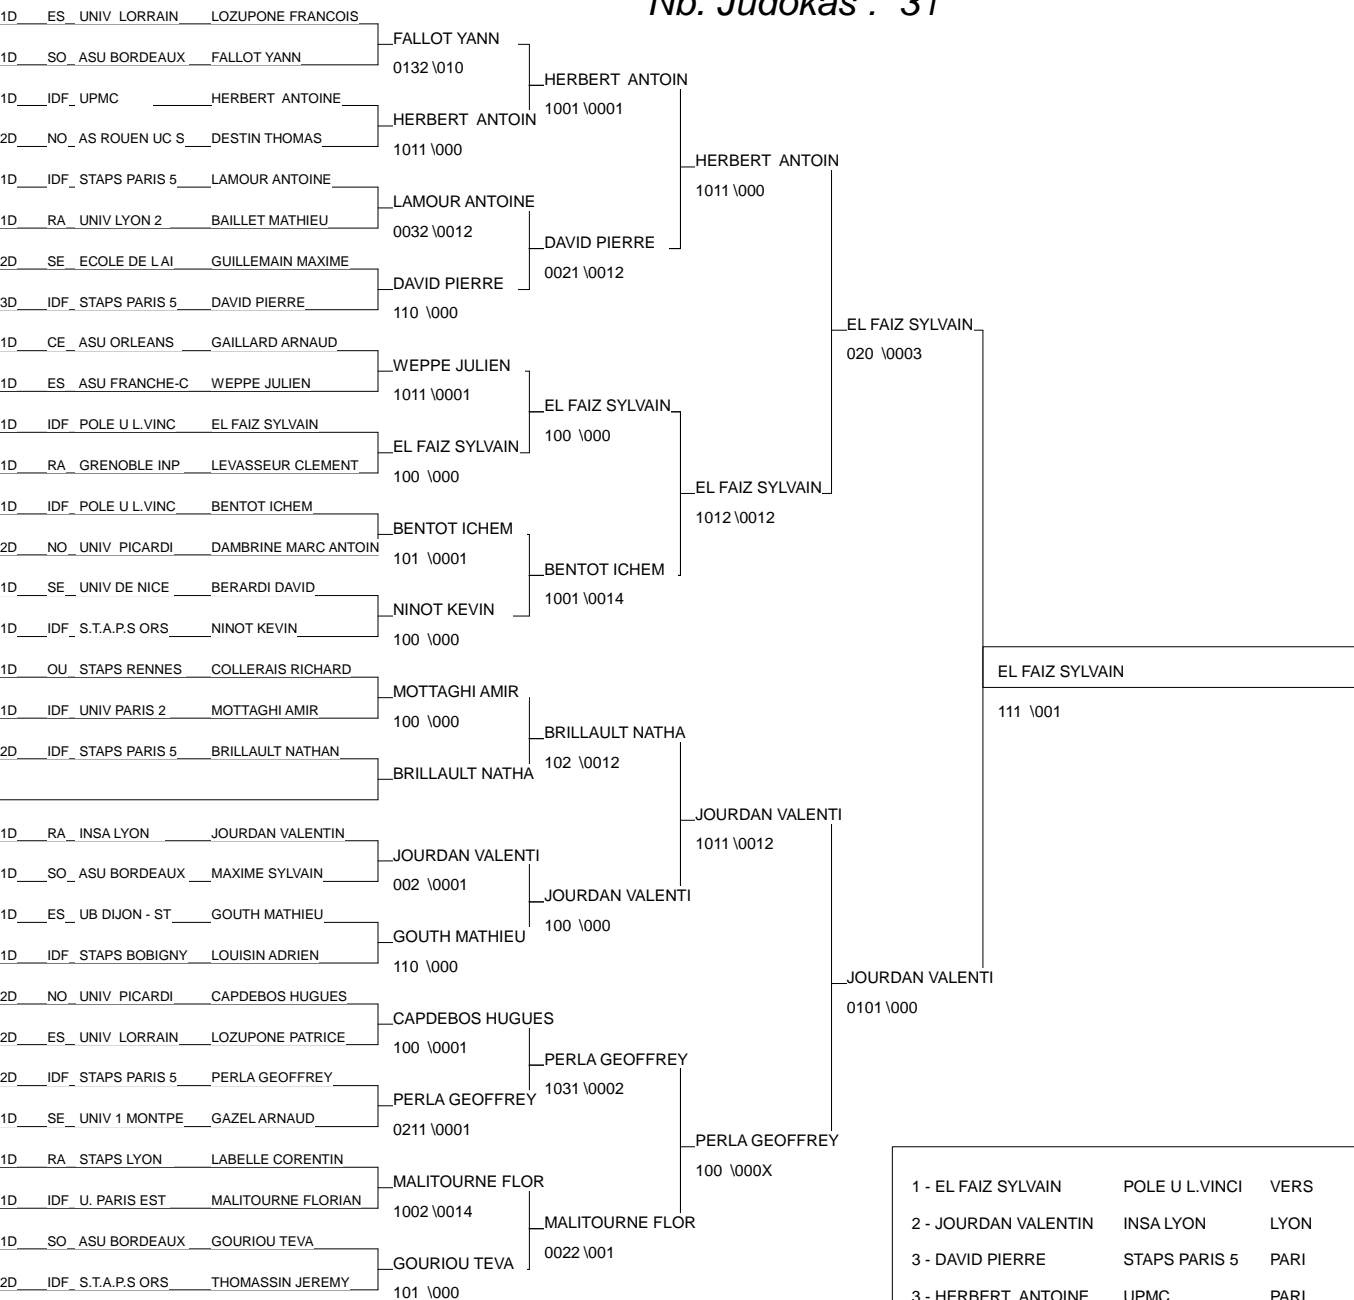 Nb. Judokas : 31
1D ES UNIV LORRAIN LOZUPONE FRANCOIS
FALLOT YANN
1D SO ASU BORDEAUX FALLOT YANN
0132 \010
HERBERT ANTOIN
1D IDF UPMC HERBERT ANTOINE
1001 \0001
HERBERT ANTOIN
2D NO AS ROUEN UC S DESTIN THOMAS
1011 \000
HERBERT ANTOIN
1D IDF STAPS PARIS 5 LAMOUR ANTOINE
1011 \000
LAMOUR ANTOINE
1D RA UNIV LYON 2 BAILLET MATHIEU
0032 \0012
DAVID PIERRE
2D SE ECOLE DE L AI GUILLEMAIN MAXIME
0021 \0012
DAVID PIERRE
3D IDF STAPS PARIS 5 DAVID PIERRE
110 \000
EL FAIZ SYLVAIN
1D CE ASU ORLEANS GAILLARD ARNAUD
020 \0003
WEPPE JULIEN
1D ES ASU FRANCHE-C WEPPE JULIEN
1011 \0001
EL FAIZ SYLVAIN
1D IDF POLE U L.VINC EL FAIZ SYLVAIN
100 \000
EL FAIZ SYLVAIN
1D RA GRENOBLE INP LEVASSEUR CLEMENT
100 \000
EL FAIZ SYLVAIN
1D IDF POLE U L.VINC BENTOT ICHEM
1012 \0012
BENTOT ICHEM
2D NO UNIV PICARDI DAMBRINE MARC ANTOIN
101 \0001
BENTOT ICHEM
1D SE UNIV DE NICE BERARDI DAVID
1001 \0014
NINOT KEVIN
1D IDF S.T.A.P.S ORS NINOT KEVIN
100 \000
1D OU STAPS RENNES COLLERAIS RICHARD
EL FAIZ SYLVAIN
MOTTAGHI AMIR
1D IDF UNIV PARIS 2 MOTTAGHI AMIR
111 \001
100 \000
BRILLAULT NATHA
2D IDF STAPS PARIS 5 BRILLAULT NATHAN
102 \0012
BRILLAULT NATHA
JOURDAN VALENTI
1D RA INSA LYON JOURDAN VALENTIN
1011 \0012
JOURDAN VALENTI
1D SO ASU BORDEAUX MAXIME SYLVAIN
002 \0001
JOURDAN VALENTI
1D ES UB DIJON - ST GOUTH MATHIEU
100 \000
GOUTH MATHIEU
1D IDF STAPS BOBIGNY LOUISIN ADRIEN
110 \000
JOURDAN VALENTI
2D NO UNIV PICARDI CAPDEBOS HUGUES
0101 \000
CAPDEBOS HUGUES
2D ES UNIV LORRAIN LOZUPONE PATRICE
100 \0001
PERLA GEOFFREY
2D IDF STAPS PARIS 5 PERLA GEOFFREY
1031 \0002
PERLA GEOFFREY
1D SE UNIV 1 MONTPE GAZEL ARNAUD
0211 \0001
PERLA GEOFFREY
1D RA STAPS LYON LABELLE CORENTIN
100 \000X
MALITOURNE FLOR
1D IDF U. PARIS EST MALITOURNE FLORIAN
1002 \0014
MALITOURNE FLOR
1D SO ASU BORDEAUX GOURIOU TEVA
0022 \001
GOURIOU TEVA
2D IDF S.T.A.P.S ORS THOMASSIN JEREMY
101 \000
1 - EL FAIZ SYLVAIN POLE U L.VINCI VERS
2 - JOURDAN VALENTIN INSA LYON LYON
3 - DAVID PIERRE STAPS PARIS 5 PARI
3 - HERBERT ANTOINE UPMC PARI